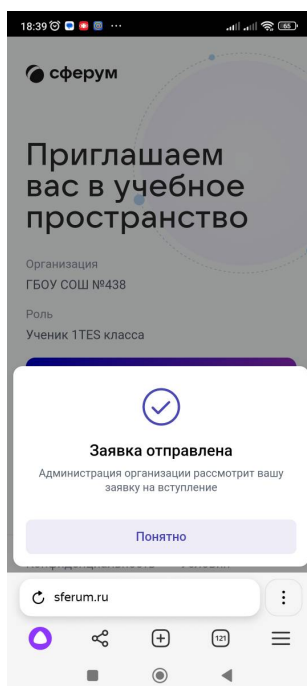 18:39
65
сферум
Приглашаем
вас в учебное
пространство
Организация
ГБОУ СОШ №438
Роль
Ученик 1TES класса
Заявка отправлена
Администрация организации рассмотрит вашу
заявку на вступление
Понятно
sferum.ru
121